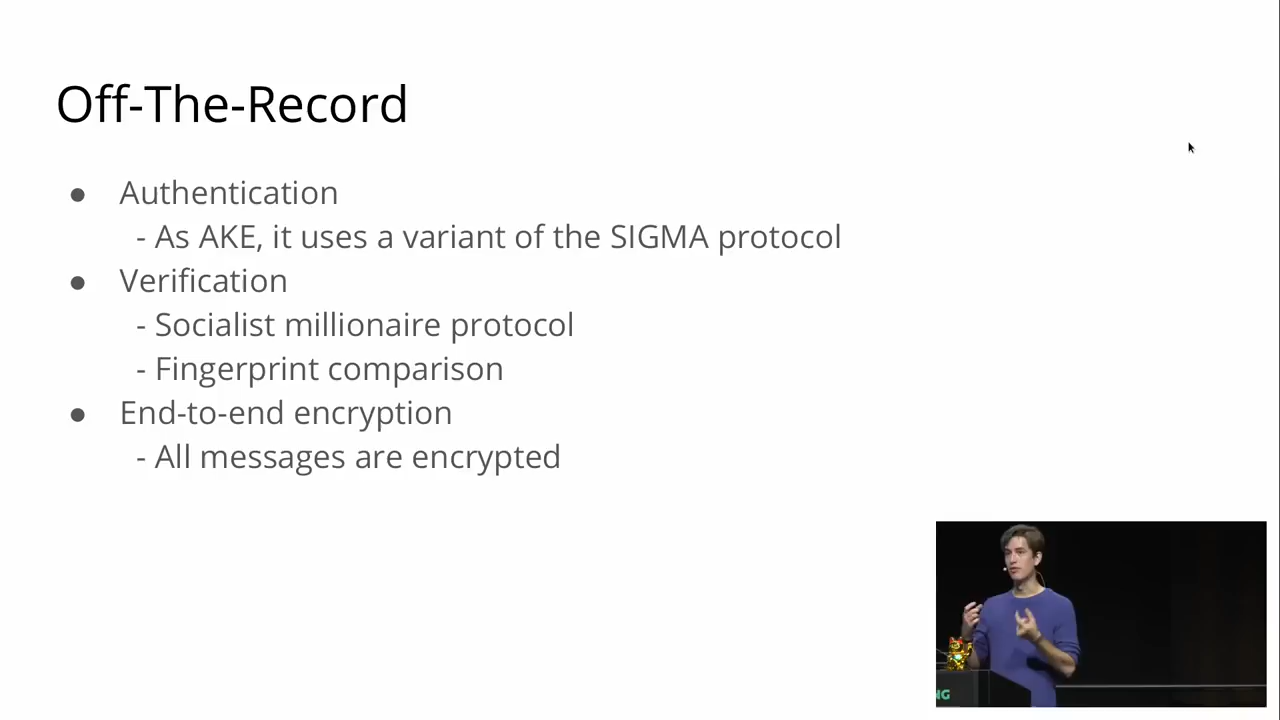 Off-The-Record
● Authentication
- As AKE, it uses a variant of the SIGMA protocol
● Verification
- Socialist millionaire protocol
- Fingerprint comparison
● End-to-end encryption
- All messages are encrypted
NG